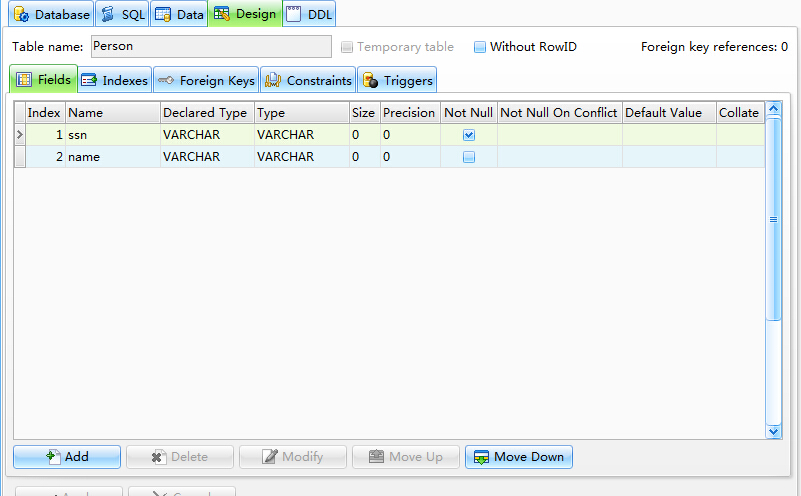 Database SQL Data Design DDL
Table name: Person Temporary table Without RowID Foreign key references: 0
Fields Indexes Foreign Keys Constraints Triggers
Index Name Declared Type Type Size Precision Not Null Not Null On Conflict Default Value Collate
1 ssn VARCHAR VARCHAR 0 0
2 name VARCHAR VARCHAR 0 0
Add Delete Modify Move Up Move Down